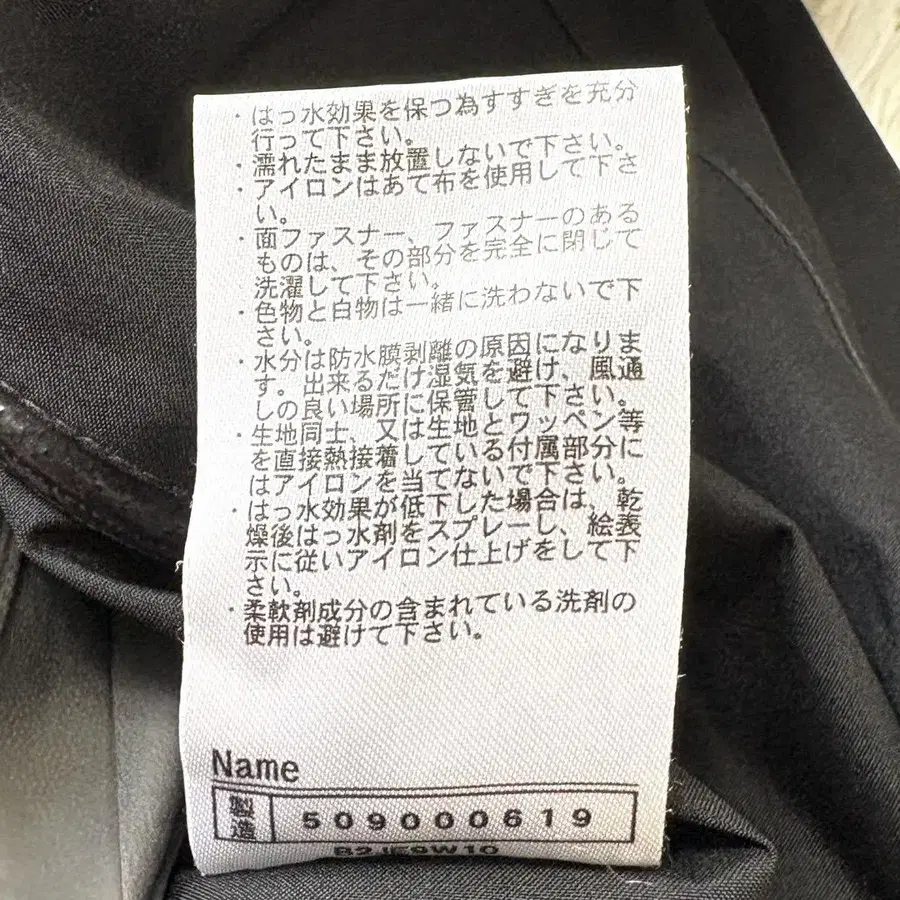 ・はっ水効果を保つ為すすぎを充分
行って下さい。
・濡れたまま放置しないで下さい。
・アイロンはあて布を使用して下さ
い。
・面ファスナー、ファスナーのある
ものは、その部分を完全に閉じて
洗濯して下さい。
・色物と白物は一緒に洗わないで下
さい。
・水分は防水膜剥離の原因になりま
す。出来るだけ湿気を避け、風通
しの良い場所に保管して下さい。
・生地同士、又は生地とワッペン等
を直接熱接着している付属部分に
はアイロンを当てないで下さい。
・はっ水効果が低下した場合は、乾
燥後はっ水剤をスプレーし、絵表
示に従いアイロン仕上げをして下
さい。
・柔軟剤成分の含まれている洗剤の
使用は避けて下さい。
Name
製造 509000619